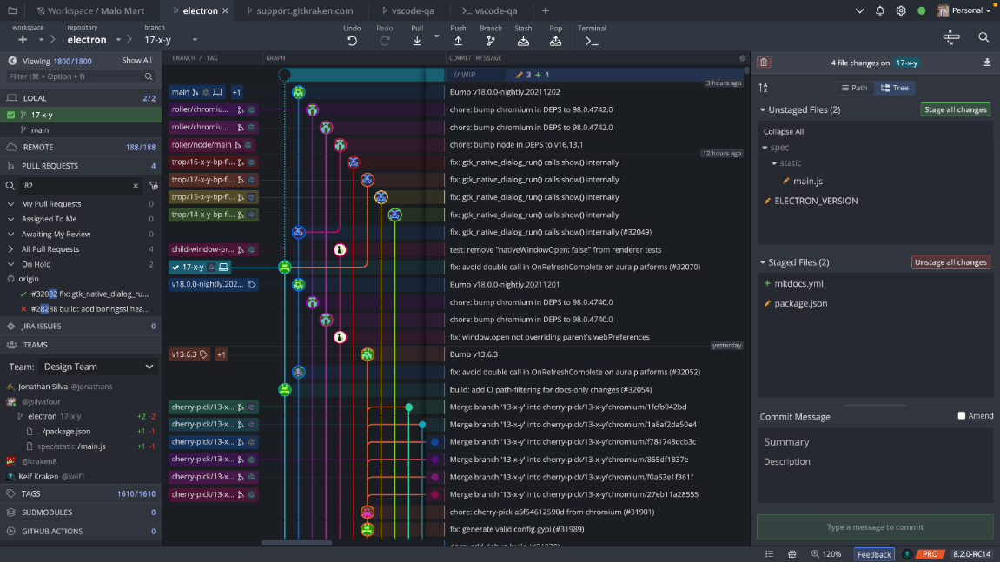 Workspace / Malo Mart
electron
support.gitkraken.com
vscode-qa
>_ vscode-qa
Personal
workspace
repository
electron
branch
17-x-y
Undo
Redo
Pull
Push
Branch
Stash
Pop
Terminal
Viewing 1800/1800
Show All
Filter (⌘ + Option + f)
LOCAL 2/2
17-x-y
main
REMOTE 188/188
PULL REQUESTS 4
82
My Pull Requests 0
Assigned To Me 0
Awaiting My Review 0
All Pull Requests 4
On Hold 2
origin
#32082 fix: gtk_native_dialog_ru...
#28288 build: add boringssl hea...
JIRA ISSUES 0
TEAMS
Team: Design Team
Jonathan Silva @jonathans
@jsilvafour
electron 17-x-y +2 -2
./package.json +1 -1
spec/static/main.js +1 -1
@kraken8
Keif Kraken @keif1
TAGS 1610/1610
SUBMODULES 0
GITHUB ACTIONS 0
BRANCH / TAG GRAPH COMMIT MESSAGE
// WIP 3 + 1
3 hours ago
main +1 Bump v18.0.0-nightly.20211202
roller/chromiu... chore: bump chromium in DEPS to 98.0.4742.0
roller/chromiu... chore: bump chromium in DEPS to 98.0.4742.0
roller/node/main chore: bump node in DEPS to v16.13.1
12 hours ago
trop/16-x-y-bp-fi... fix: gtk_native_dialog_run() calls show() internally
trop/17-x-y-bp-fi... fix: gtk_native_dialog_run() calls show() internally
trop/15-x-y-bp-fi... fix: gtk_native_dialog_run() calls show() internally
trop/14-x-y-bp-fi... fix: gtk_native_dialog_run() calls show() internally
fix: gtk_native_dialog_run() calls show() internally (#32049)
child-window-pr... test: remove "nativeWindowOpen: false" from renderer tests
17-x-y fix: avoid double call in OnRefreshComplete on aura platforms (#32070)
v18.0.0-nightly.202... Bump v18.0.0-nightly.20211201
chore: bump chromium in DEPS to 98.0.4740.0
chore: bump chromium in DEPS to 98.0.4740.0
fix: window.open not overriding parent's webPreferences
yesterday
v13.6.3 +1 Bump v13.6.3
fix: avoid double call in OnRefreshComplete on aura platforms (#32052)
build: add CI path-filtering for docs-only changes (#32054)
cherry-pick/13-x... Merge branch '13-x-y' into cherry-pick/13-x-y/chromium/1fcfb942bd
cherry-pick/13-x... Merge branch '13-x-y' into cherry-pick/13-x-y/chromium/1a8af2da50e4
cherry-pick/13-x... Merge branch '13-x-y' into cherry-pick/13-x-y/chromium/f781748dcb3c
cherry-pick/13-x... Merge branch '13-x-y' into cherry-pick/13-x-y/chromium/855df1837e
cherry-pick/13-x... Merge branch '13-x-y' into cherry-pick/13-x-y/chromium/f0a63e1f361f
cherry-pick/13-x... Merge branch '13-x-y' into cherry-pick/13-x-y/chromium/27eb11a28555
chore: cherry-pick a5f54612590d from chromium (#31901)
fix: generate valid config.gypi (#31989)
4 file changes on 17-x-y
Path
Tree
Unstaged Files (2)
Stage all changes
Collapse All
spec
static
main.js
ELECTRON_VERSION
Staged Files (2)
Unstage all changes
mkdocs.yml
package.json
Commit Message
Amend
Summary
Description
Type a message to commit
120%
Feedback
PRO
8.2.0-RC14